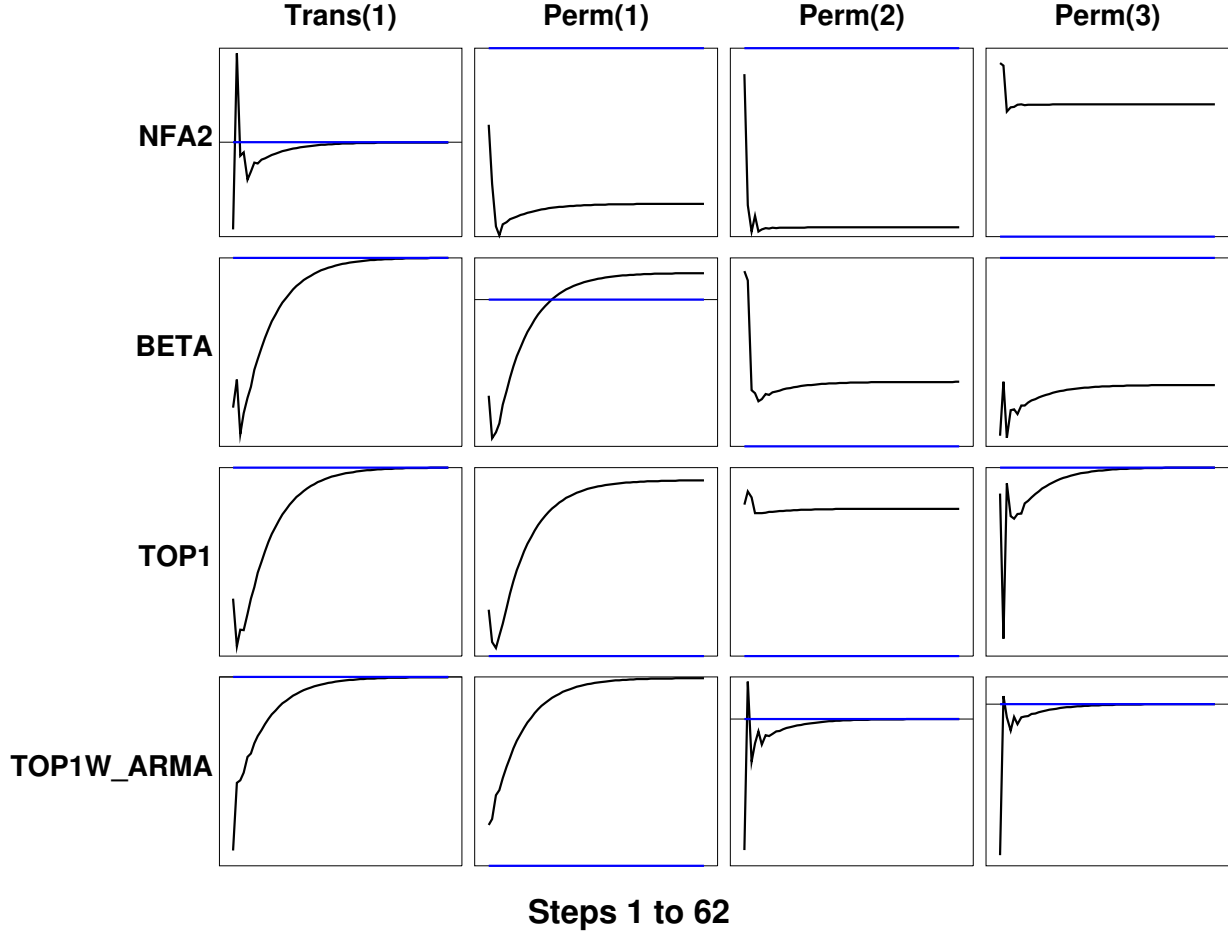 Trans(1) Perm(1) Perm(2) Perm(3)
NFA2
BETA
TOP1
TOP1W_ARMA
Steps 1 to 62